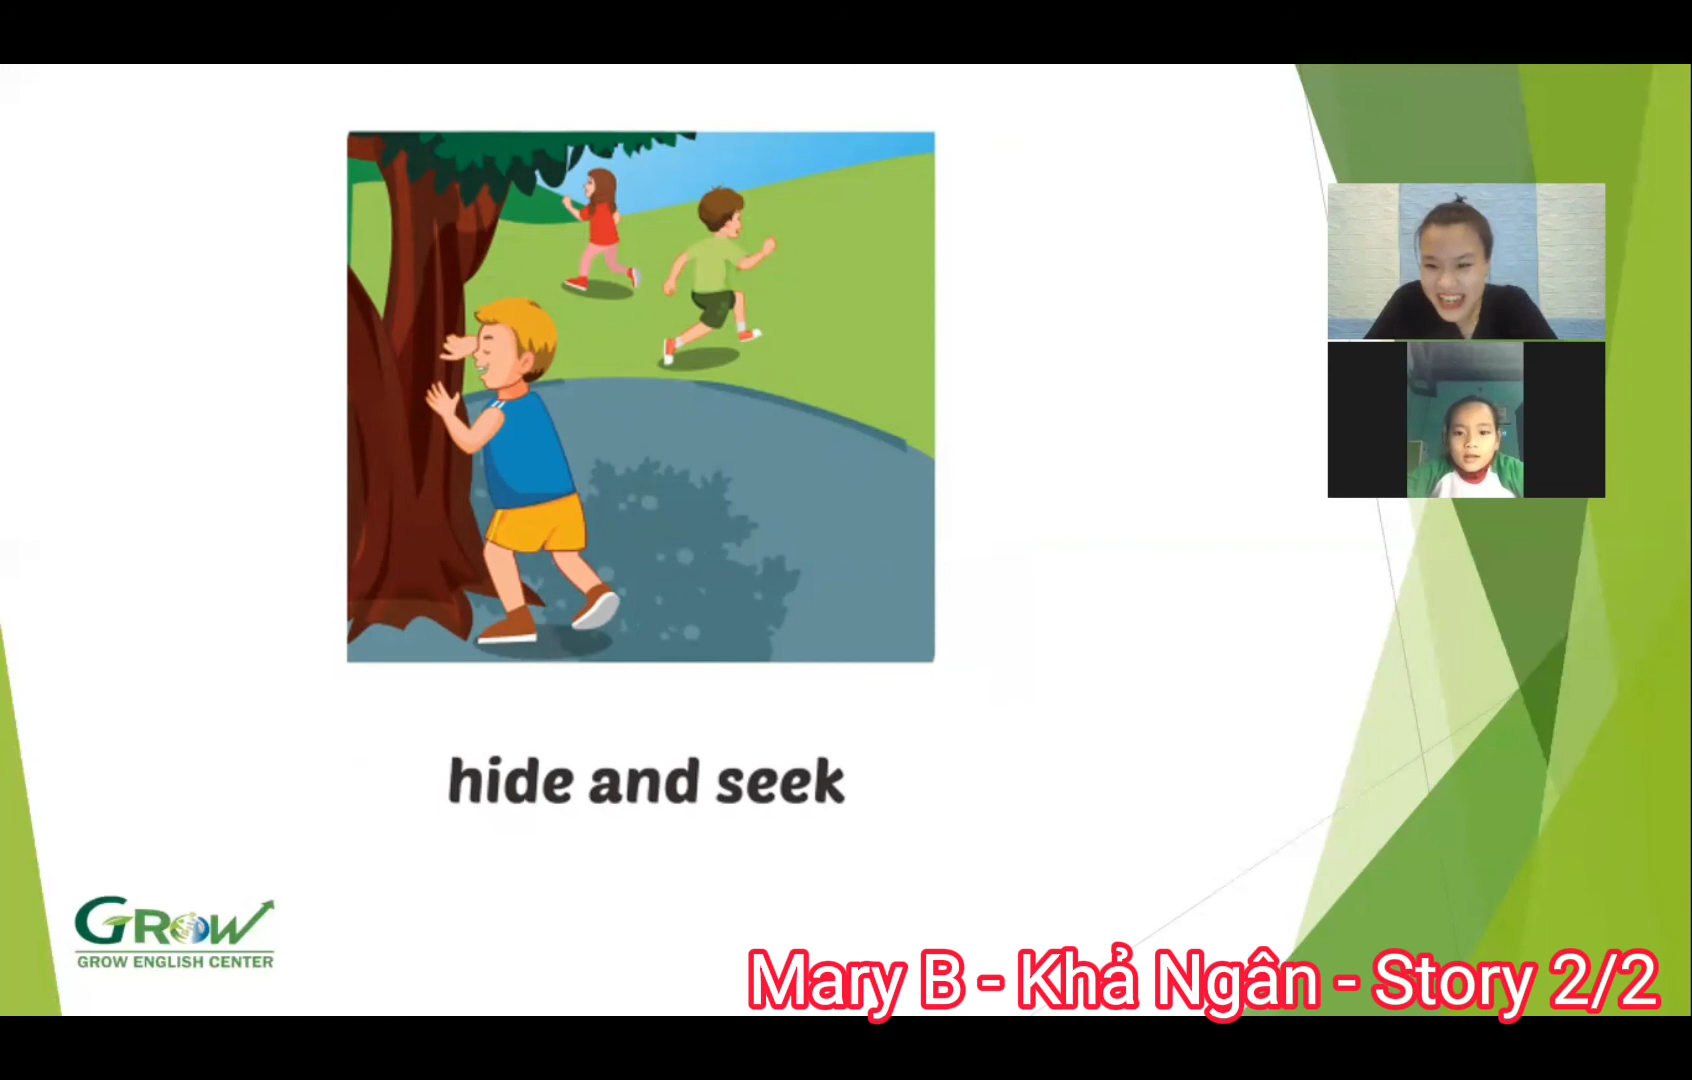 hide and seek
GROW
GROW ENGLISH CENTER
Mary B - Khả Ngân - Story 2/2